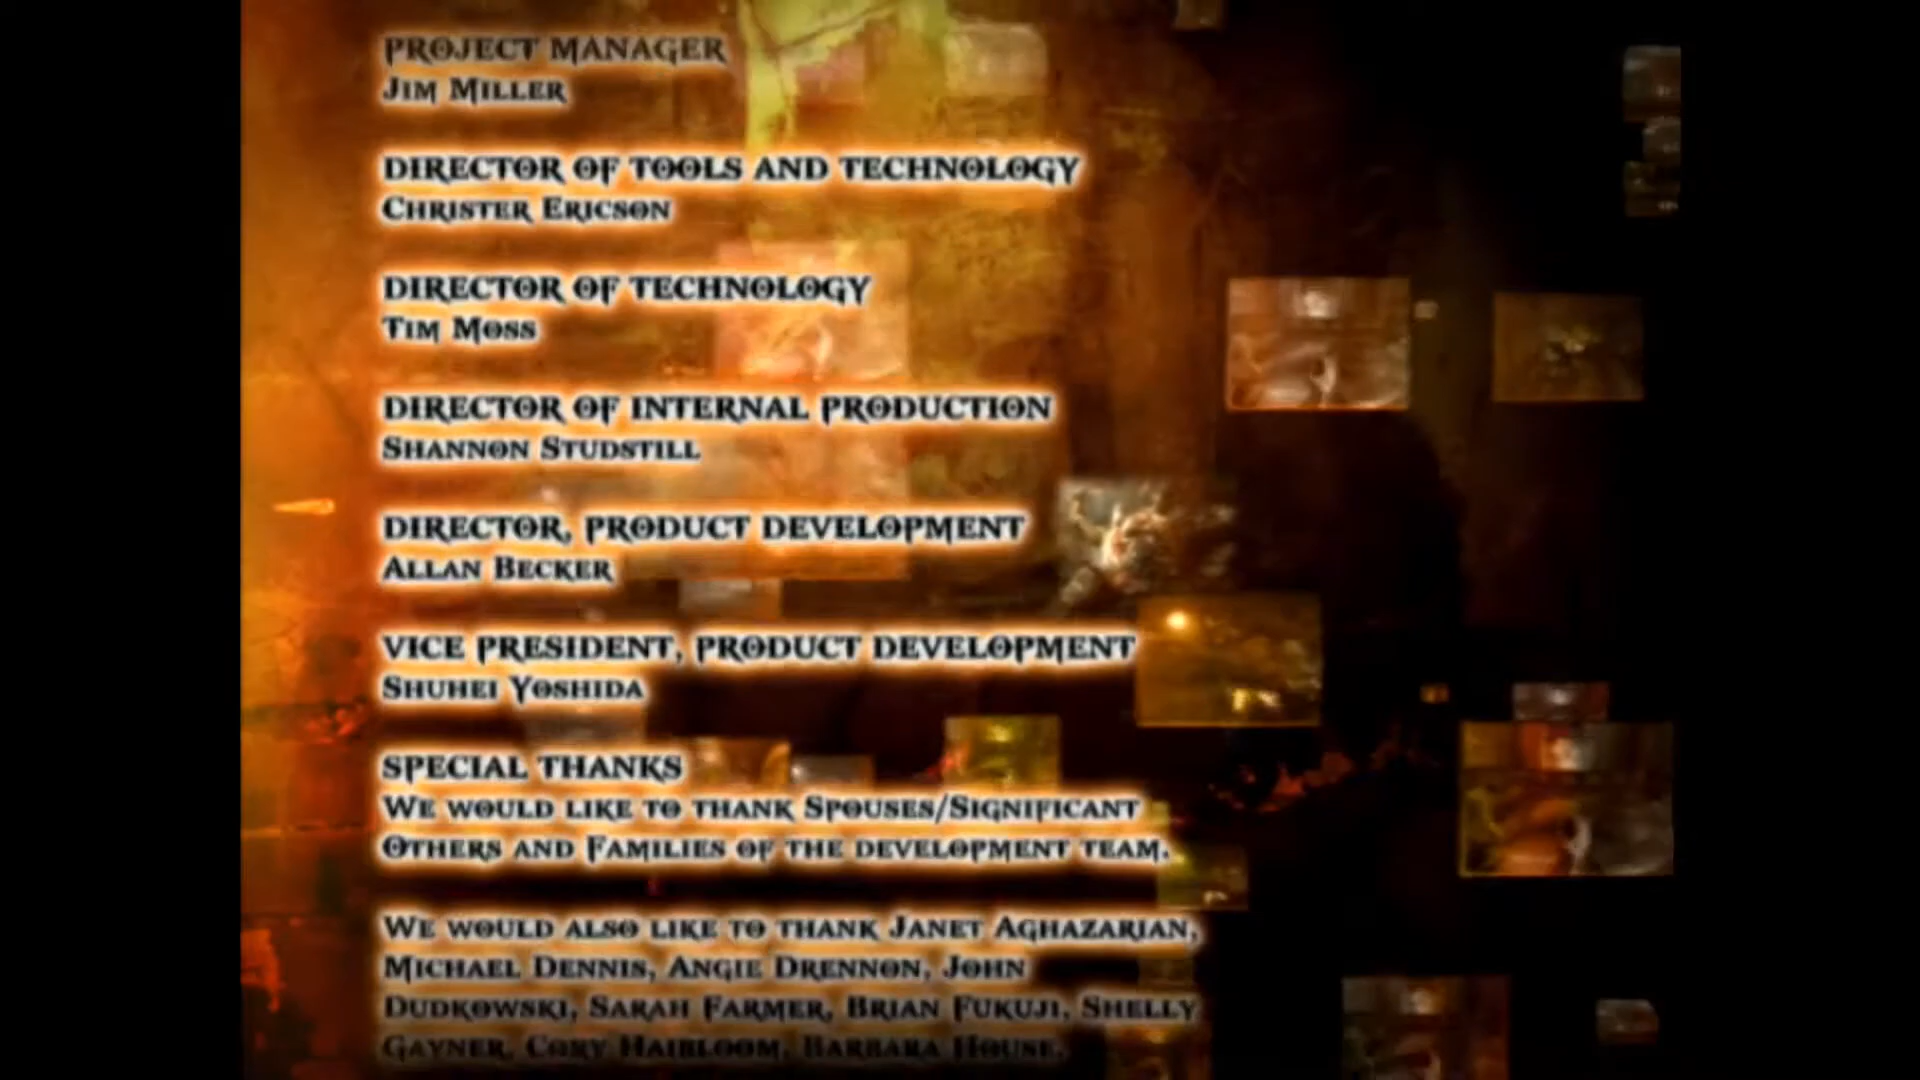 PROJECT MANAGER
JIM MILLER
DIRECTOR OF TOOLS AND TECHNOLOGY
CHRISTER ERICSON
DIRECTOR OF TECHNOLOGY
TIM MOSS
DIRECTOR OF INTERNAL PRODUCTION
SHANNON STUDSTILL
DIRECTOR, PRODUCT DEVELOPMENT
ALLAN BECKER
VICE PRESIDENT, PRODUCT DEVELOPMENT
SHUHEI YOSHIDA
SPECIAL THANKS
WE WOULD LIKE TO THANK SPOUSES/SIGNIFICANT
OTHERS AND FAMILIES OF THE DEVELOPMENT TEAM.
WE WOULD ALSO LIKE TO THANK JANET AGHAZARIAN,
MICHAEL DENNIS, ANGIE DRENNON, JOHN
DUDKOWSKI, SARAH FARMER, BRIAN FUKUJI, SHELLY
GAYNER, CORY HAIBLOOM, BARBARA HOUSE,